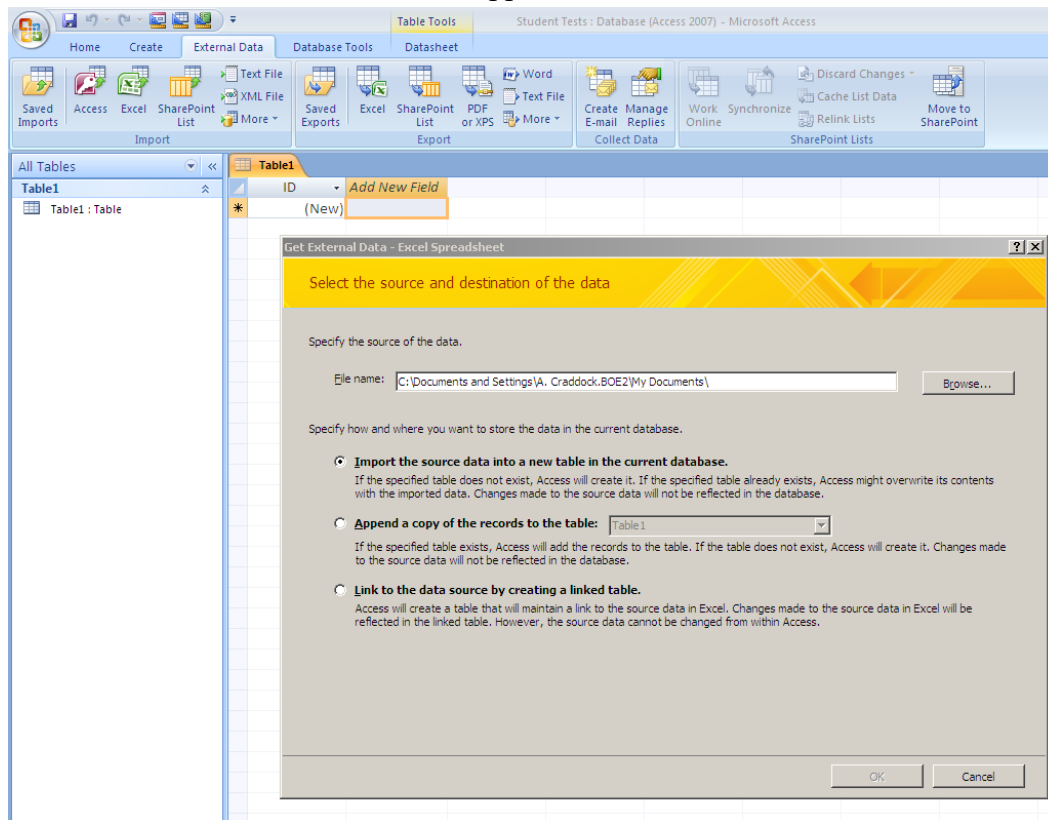 Table Tools
Student Tests : Database (Access 2007) - Microsoft Access
Home Create External Data Database Tools Datasheet
Saved Imports
Access
Excel
SharePoint List
Text File
XML File
More
Import
Saved Exports
Excel
SharePoint List
PDF or XPS
Word
Text File
More
Export
Create E-mail
Manage Replies
Collect Data
Work Online
Synchronize
Discard Changes
Cache List Data
Relink Lists
Move to SharePoint
SharePoint Lists
All Tables
«
Table1
Table1 : Table
Table1
ID Add New Field
* (New)
Get External Data - Excel Spreadsheet
? X
Select the source and destination of the data
Specify the source of the data.
File name: C:\Documents and Settings\A. Craddock.BOE2\My Documents\ Browse...
Specify how and where you want to store the data in the current database.
Import the source data into a new table in the current database.
If the specified table does not exist, Access will create it. If the specified table already exists, Access might overwrite its contents
with the imported data. Changes made to the source data will not be reflected in the database.
Append a copy of the records to the table: Table1
If the specified table exists, Access will add the records to the table. If the table does not exist, Access will create it. Changes made
to the source data will not be reflected in the database.
Link to the data source by creating a linked table.
Access will create a table that will maintain a link to the source data in Excel. Changes made to the source data in Excel will be
reflected in the linked table. However, the source data cannot be changed from within Access.
OK Cancel